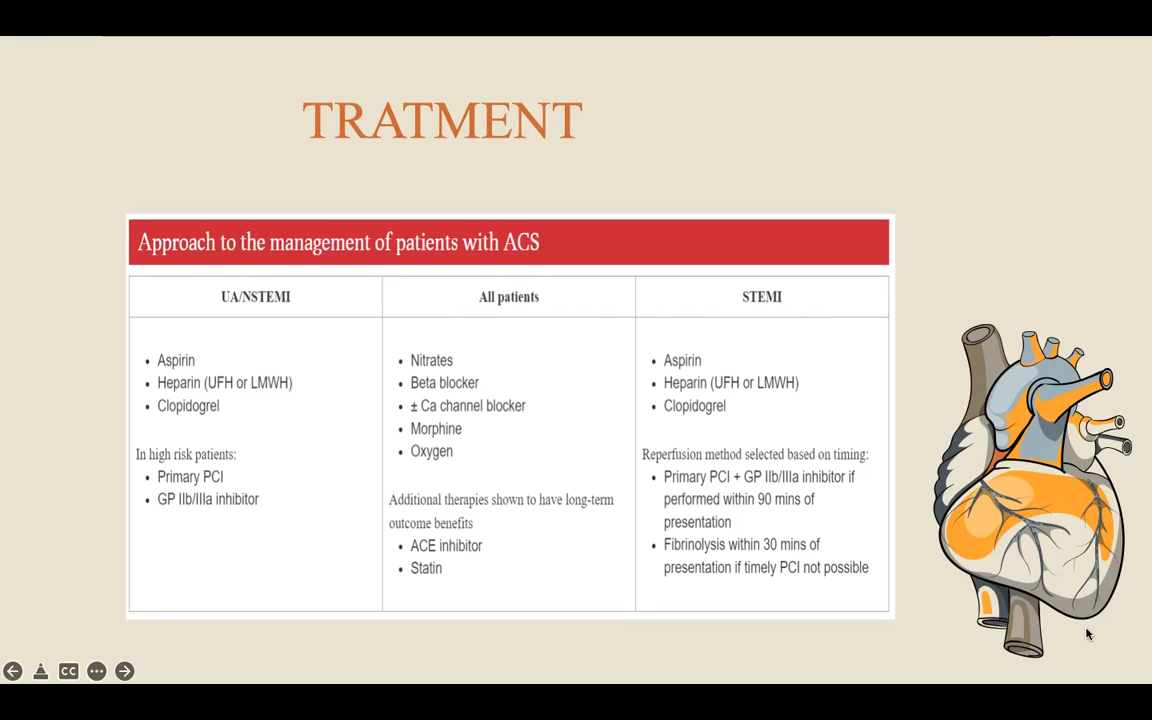 TRATMENT
Approach to the management of patients with ACS
UA/NSTEMI
• Aspirin
• Heparin (UFH or LMWH)
• Clopidogrel
In high risk patients:
• Primary PCI
• GP IIb/IIIa inhibitor
All patients
• Nitrates
• Beta blocker
• ± Ca channel blocker
• Morphine
• Oxygen
Additional therapies shown to have long-term
outcome benefits
• ACE inhibitor
• Statin
STEMI
• Aspirin
• Heparin (UFH or LMWH)
• Clopidogrel
Reperfusion method selected based on timing:
• Primary PCI + GP IIb/IIIa inhibitor if
performed within 90 mins of
presentation
• Fibrinolysis within 30 mins of
presentation if timely PCI not possible
CC